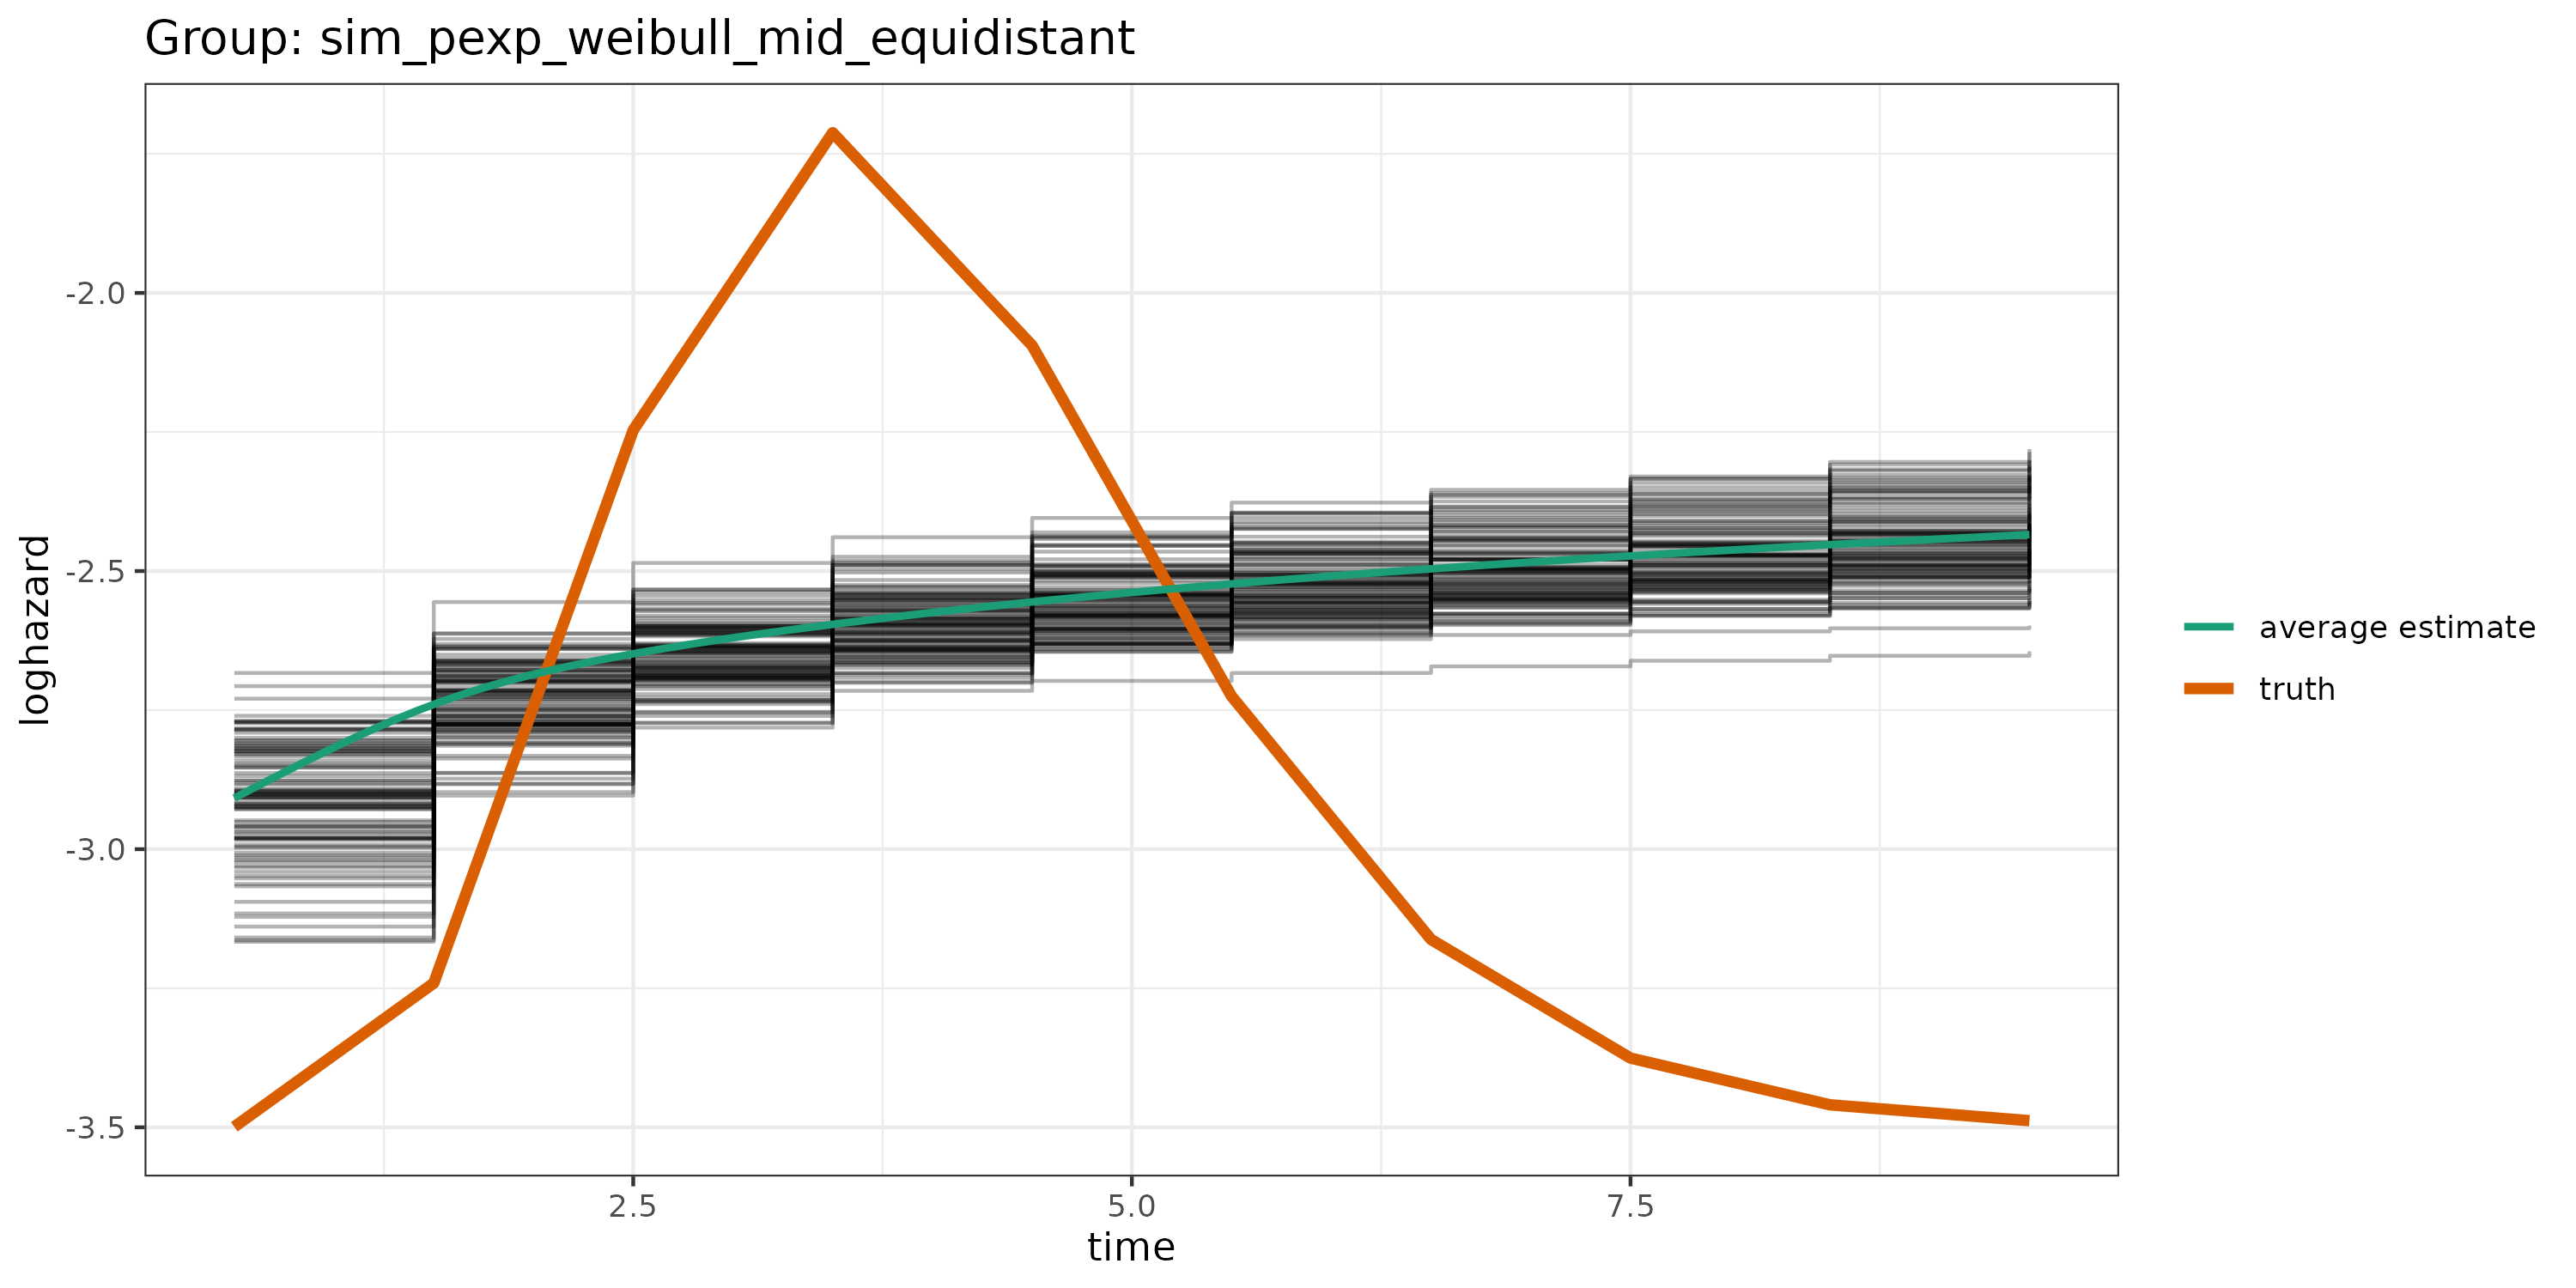 Group: sim_pexp_weibull_mid_equidistant
loghazard
-2.0
-2.5
-3.0
-3.5
2.5 5.0 7.5
time
average estimate
truth